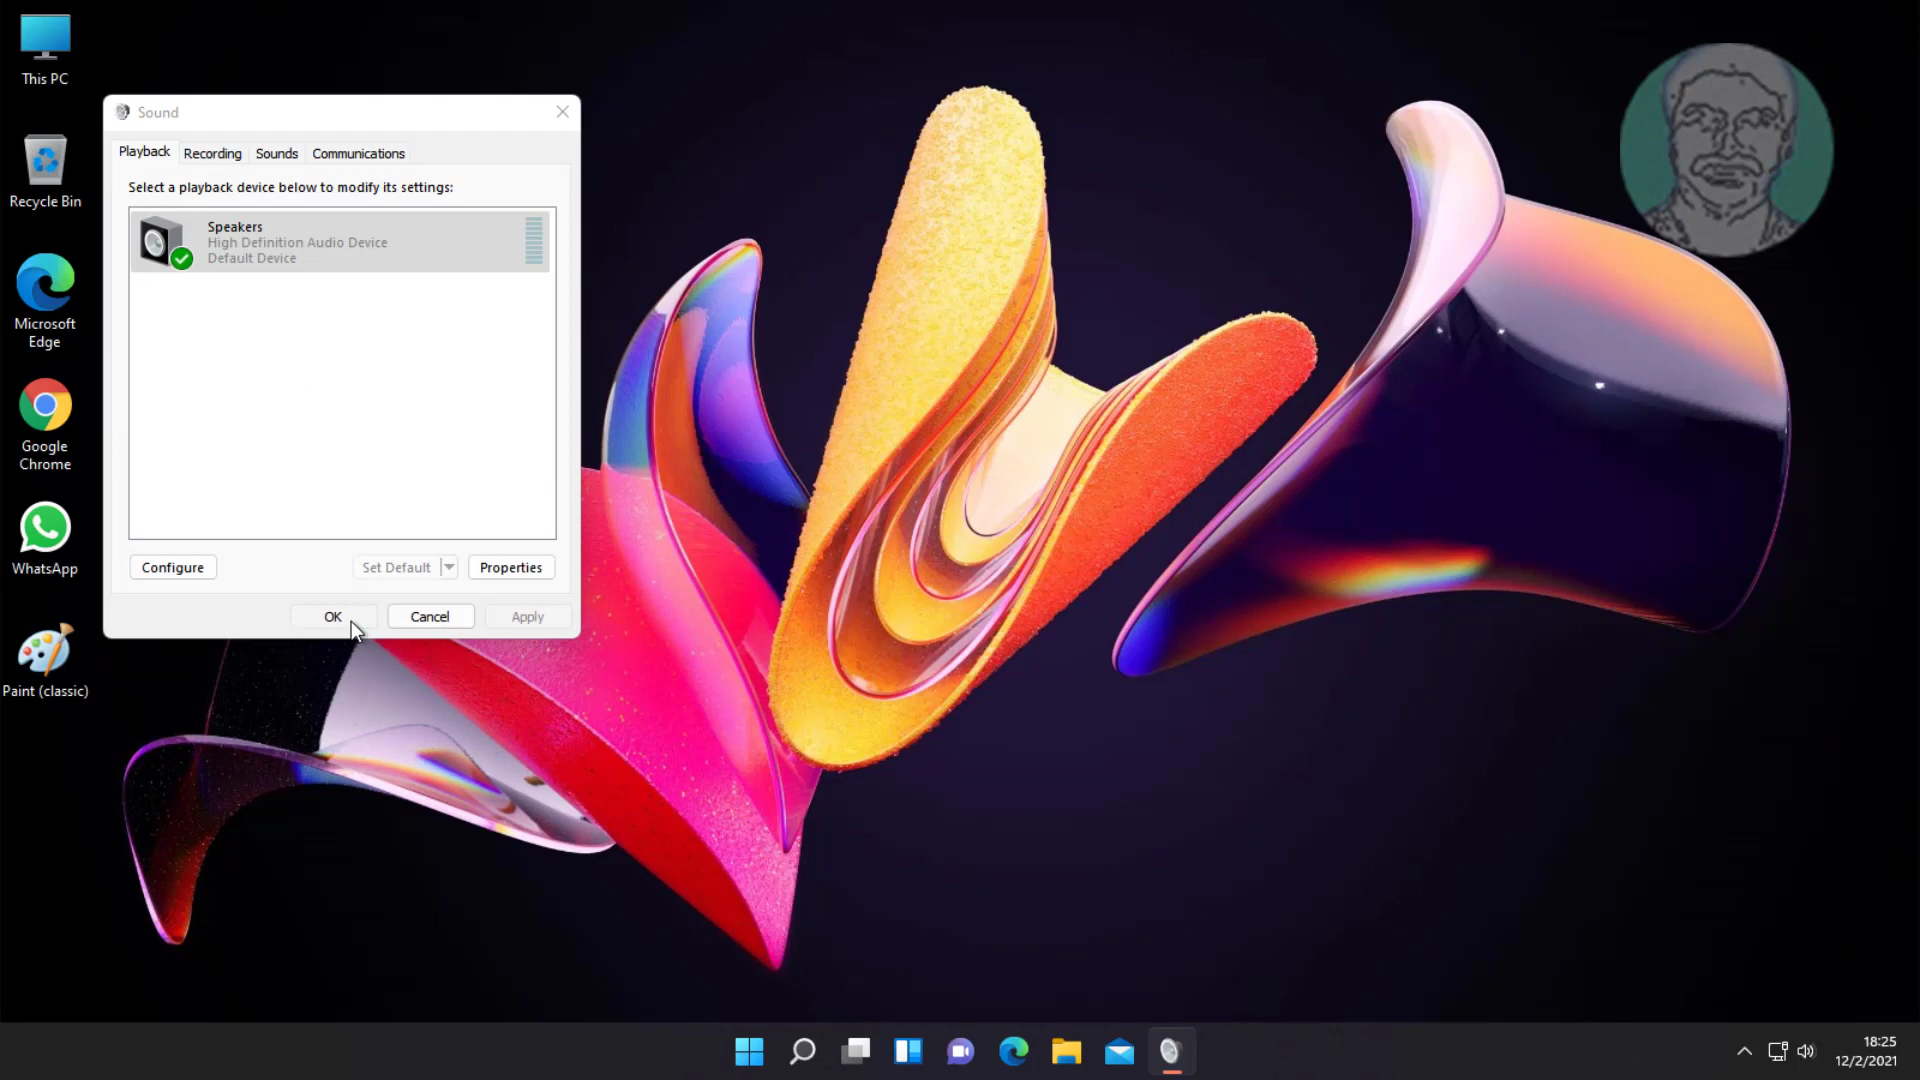 This PC
Recycle Bin
Microsoft
Edge
Google
Chrome
WhatsApp
Paint (classic)
Sound
Playback
Recording
Sounds
Communications
Select a playback device below to modify its settings:
Speakers
High Definition Audio Device
Default Device
Configure
Set Default
Properties
OK
Cancel
Apply
18:25
12/2/2021